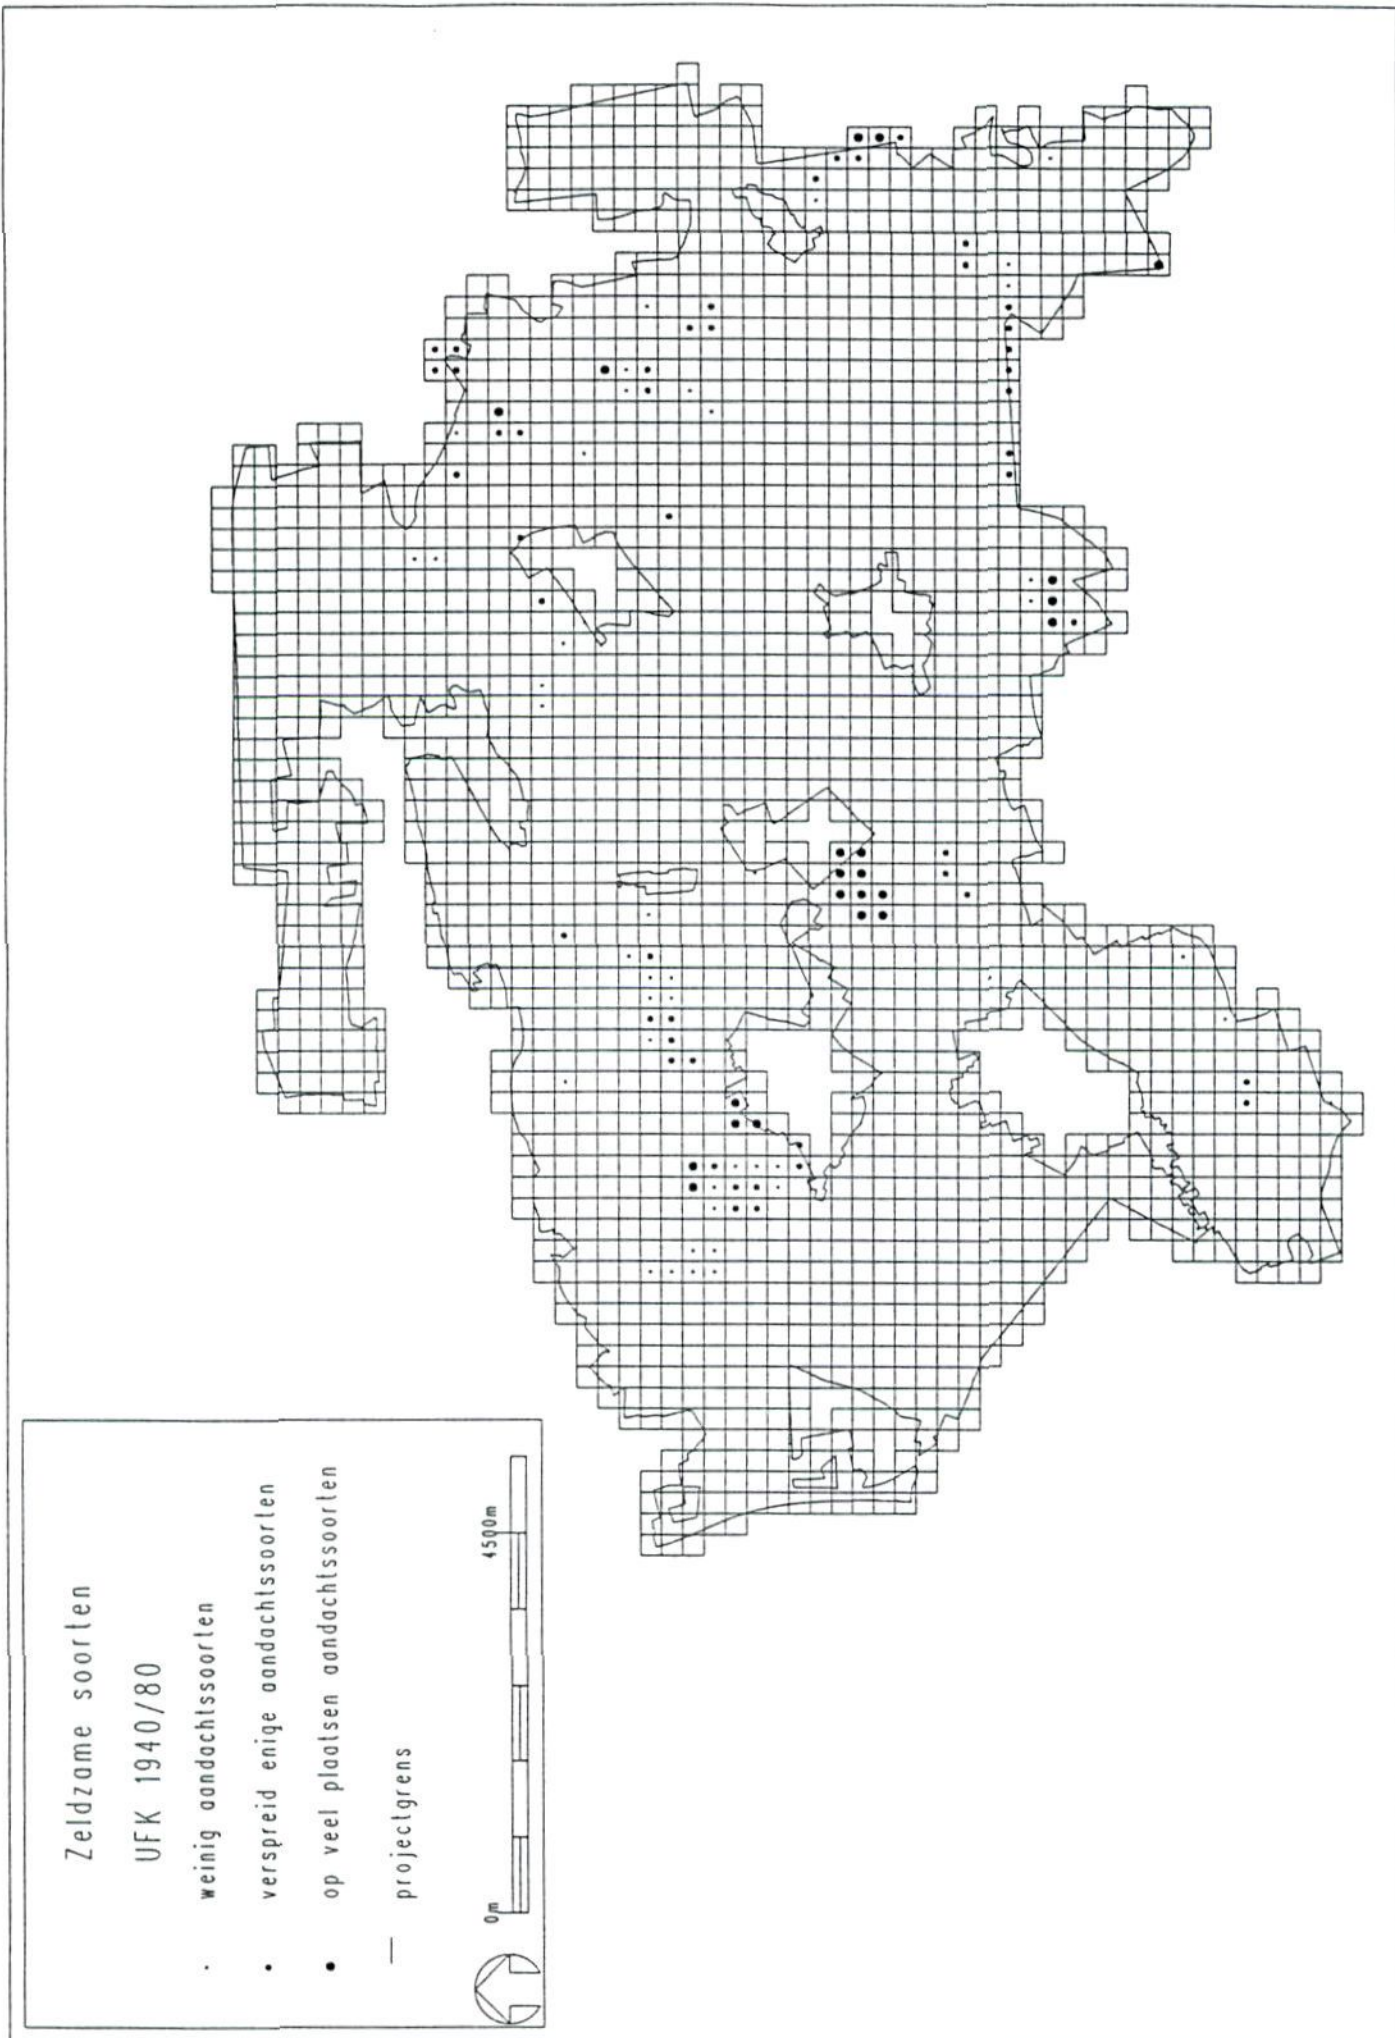 Zeldzame soorten
UFK 1940/80
weinig aandachtssoorten
verspreid enige aandachtssoorten
op veel plaatsen aandachtssoorten
projectgrens
0m 4500m